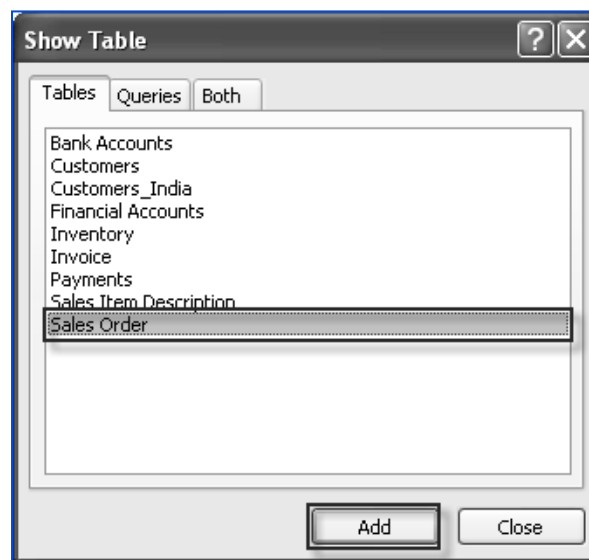 Show Table
Tables Queries Both
Bank Accounts
Customers
Customers_India
Financial Accounts
Inventory
Invoice
Payments
Sales Item Description
Sales Order
Add Close